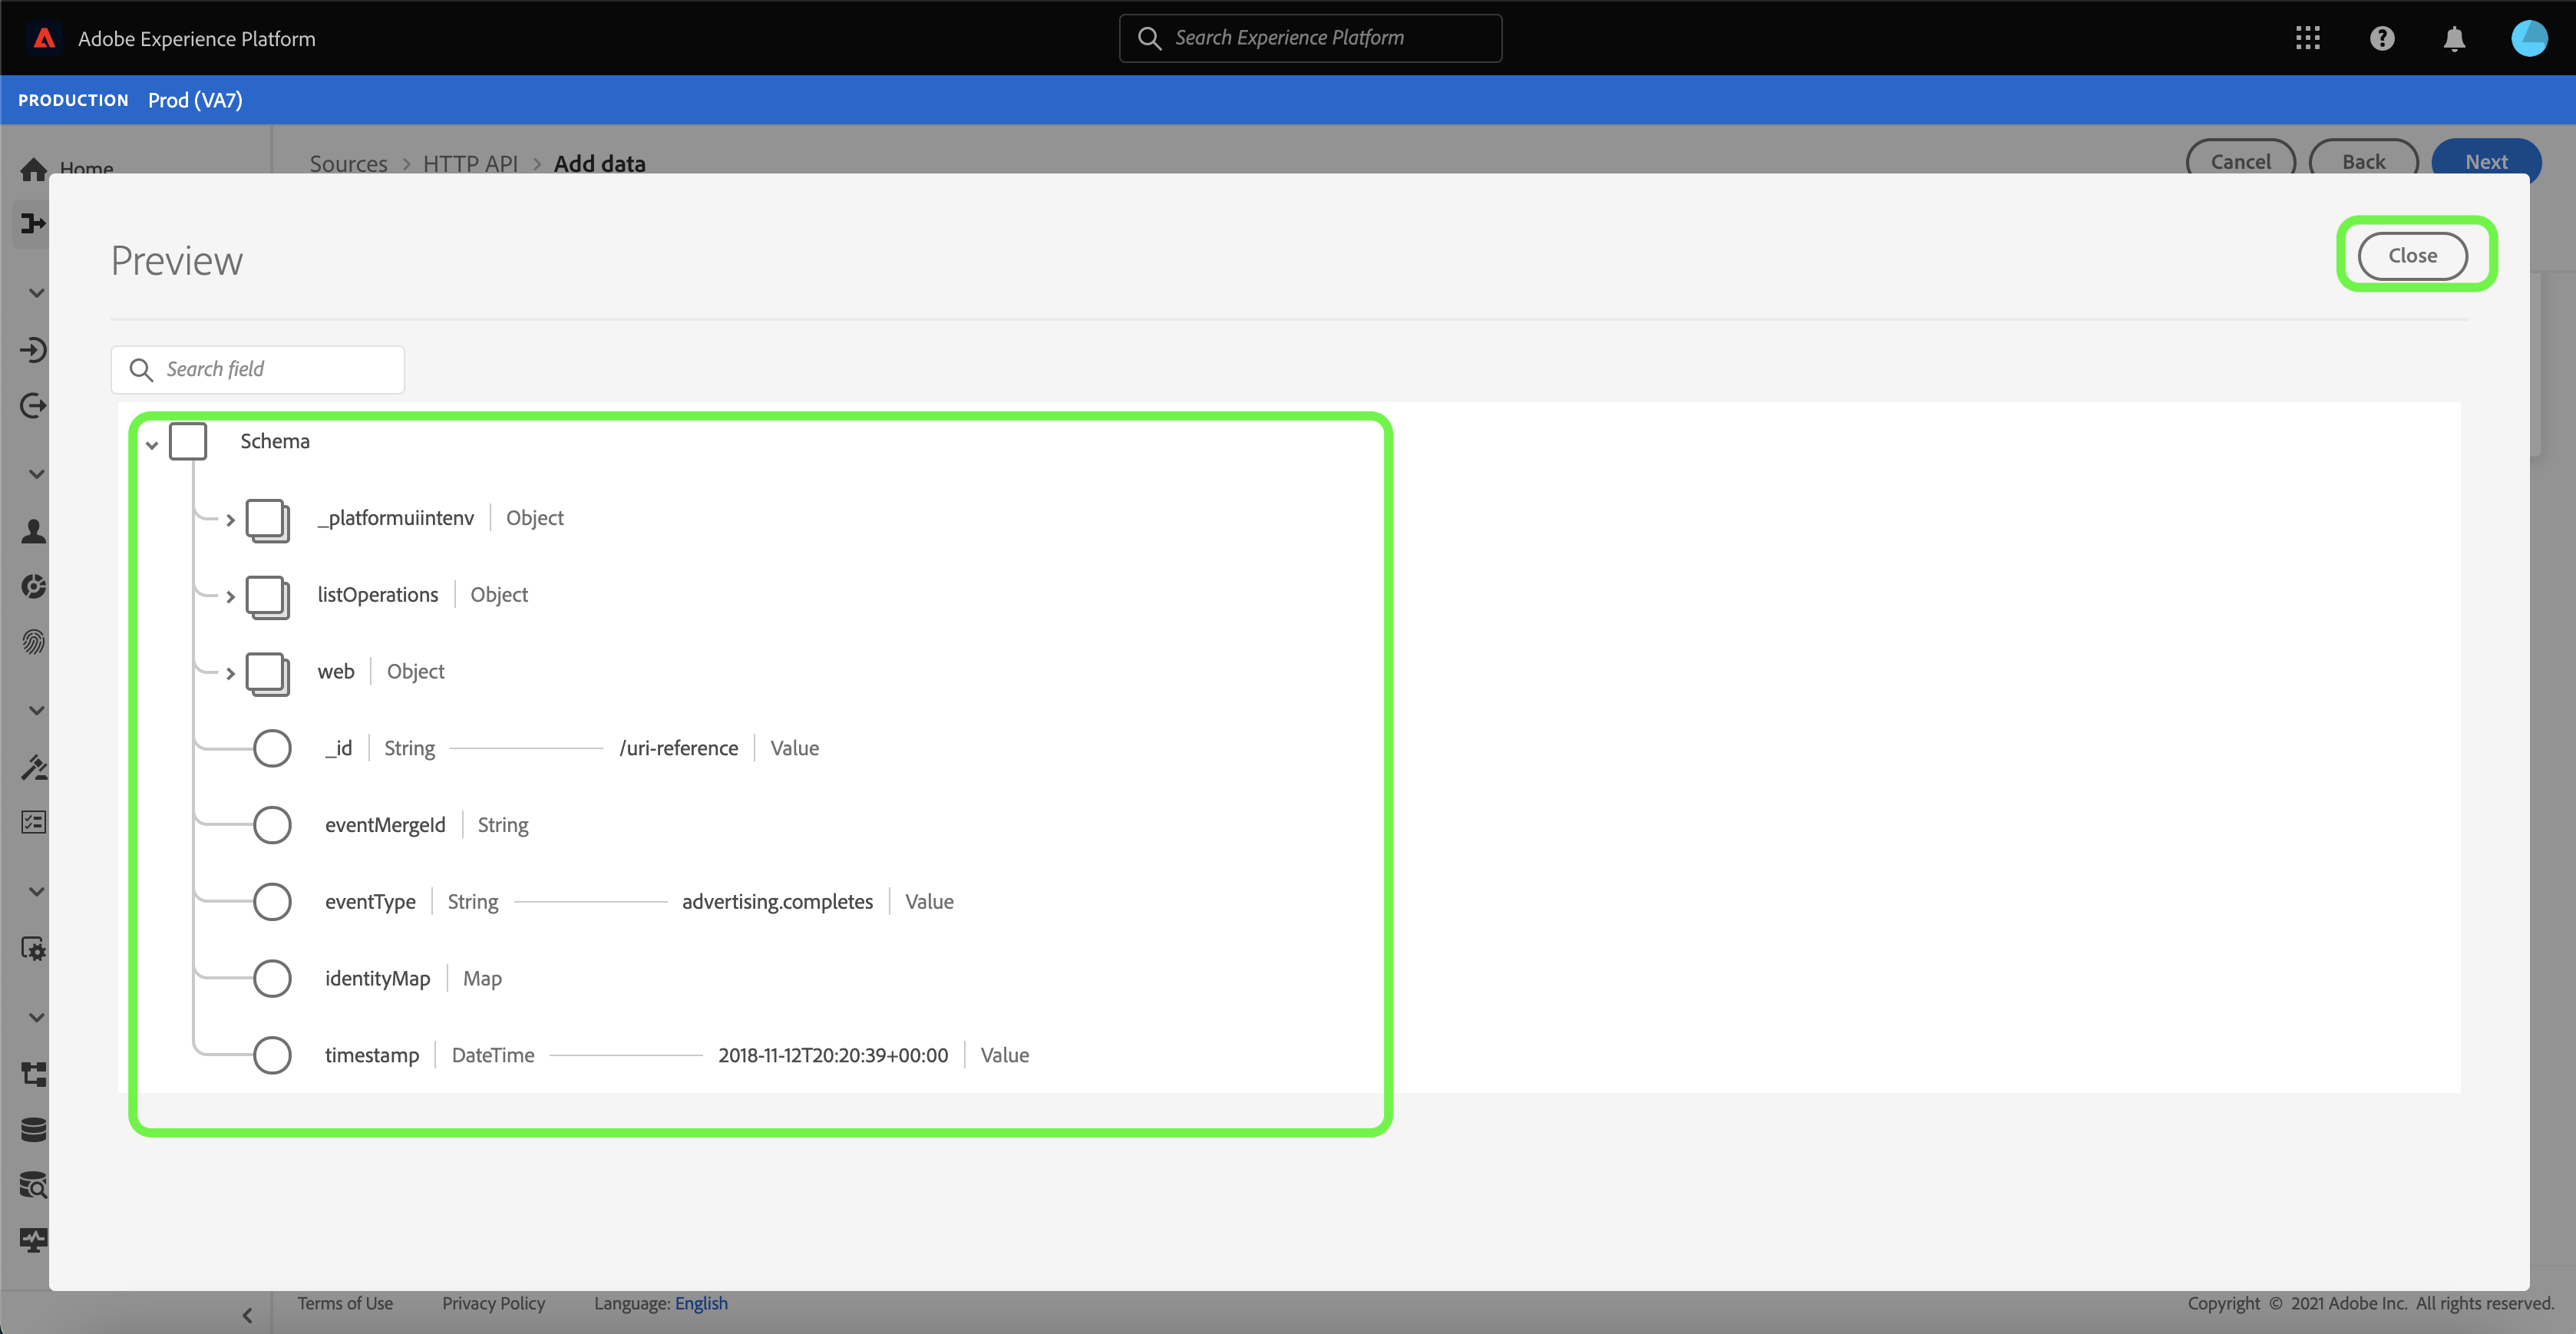 Adobe Experience Platform
Search Experience Platform
PRODUCTION Prod (VA7)
Home
Sources > HTTP API > Add data
Cancel Back Next
Preview
Close
Search field
Schema
_platformuiintenv | Object
listOperations | Object
web | Object
_id | String /uri-reference | Value
eventMergeId | String
eventType | String advertising.completes | Value
identityMap | Map
timestamp | DateTime 2018-11-12T20:20:39+00:00 | Value
Terms of Use Privacy Policy Language: English Copyright © 2021 Adobe Inc. All rights reserved.